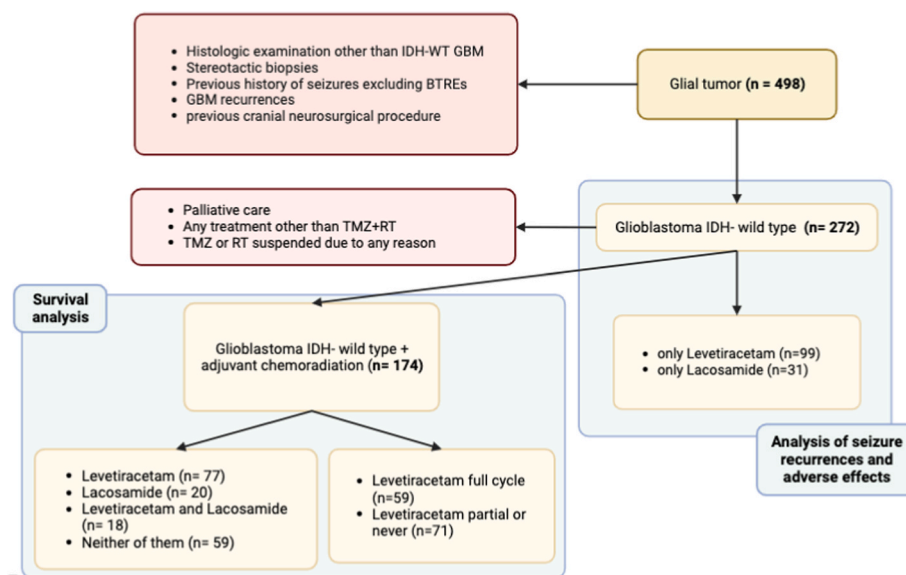 • Histologic examination other than IDH-WT GBM
• Stereotactic biopsies
• Previous history of seizures excluding BTREs
• GBM recurrences
• previous cranial neurosurgical procedure
Glial tumor (n = 498)
• Palliative care
• Any treatment other than TMZ+RT
• TMZ or RT suspended due to any reason
Glioblastoma IDH- wild type (n= 272)
Survival
analysis
Glioblastoma IDH- wild type +
adjuvant chemoradiation (n= 174)
• only Levetiracetam (n=99)
• only Lacosamide (n=31)
Analysis of seizure
recurrences and
adverse effects
• Levetiracetam (n= 77)
• Lacosamide (n= 20)
• Levetiracetam and Lacosamide
(n= 18)
• Neither of them (n= 59)
• Levetiracetam full cycle
(n=59)
• Levetiracetam partial or
never (n=71)